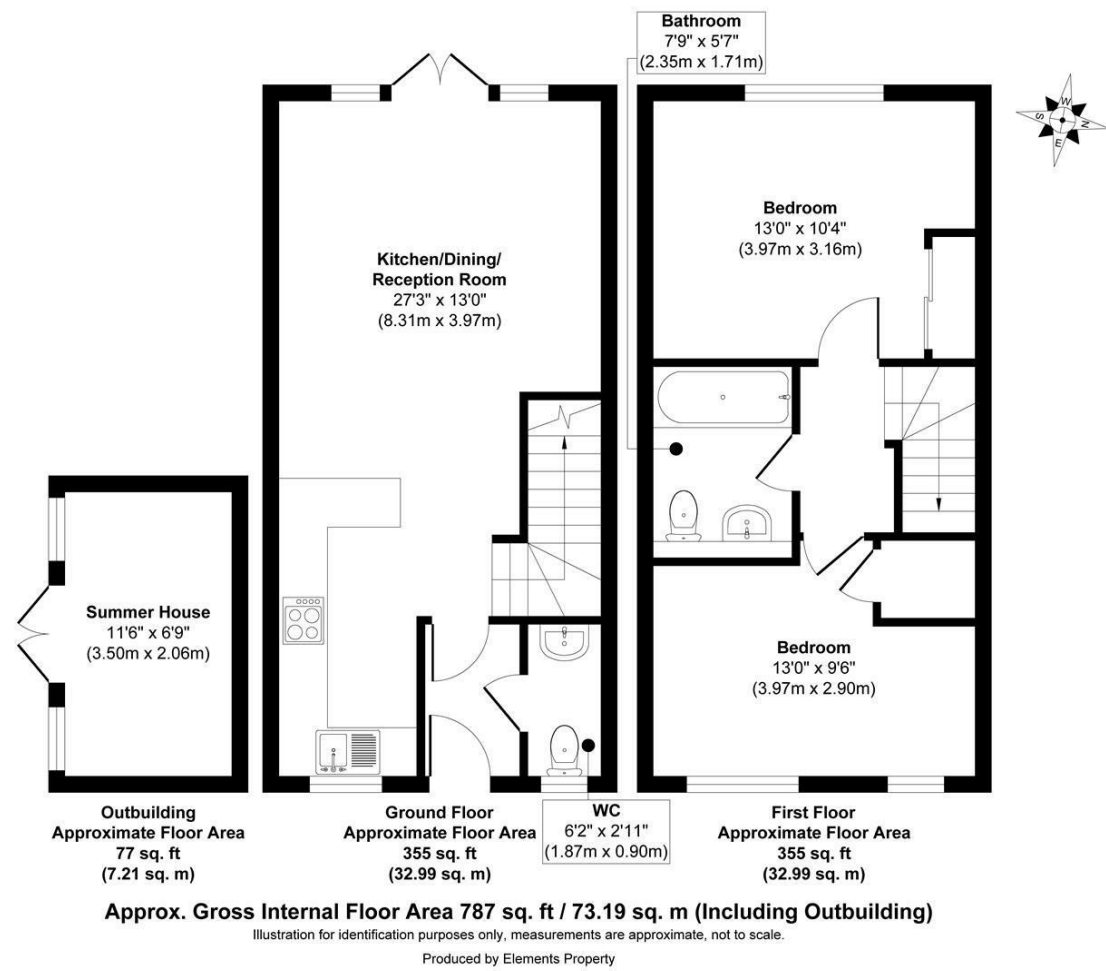 Bathroom
7'9" x 5'7"
(2.35m x 1.71m)
W
S
N
E
Bedroom
13'0" x 10'4"
(3.97m x 3.16m)
Kitchen/Dining/
Reception Room
27'3" x 13'0"
(8.31m x 3.97m)
Summer House
11'6" x 6'9"
(3.50m x 2.06m)
Bedroom
13'0" x 9'6"
(3.97m x 2.90m)
Outbuilding
Approximate Floor Area
77 sq. ft
(7.21 sq. m)
Ground Floor
Approximate Floor Area
355 sq. ft
(32.99 sq. m)
WC
6'2" x 2'11"
(1.87m x 0.90m)
First Floor
Approximate Floor Area
355 sq. ft
(32.99 sq. m)
Approx. Gross Internal Floor Area 787 sq. ft / 73.19 sq. m (Including Outbuilding)
Illustration for identification purposes only, measurements are approximate, not to scale.
Produced by Elements Property